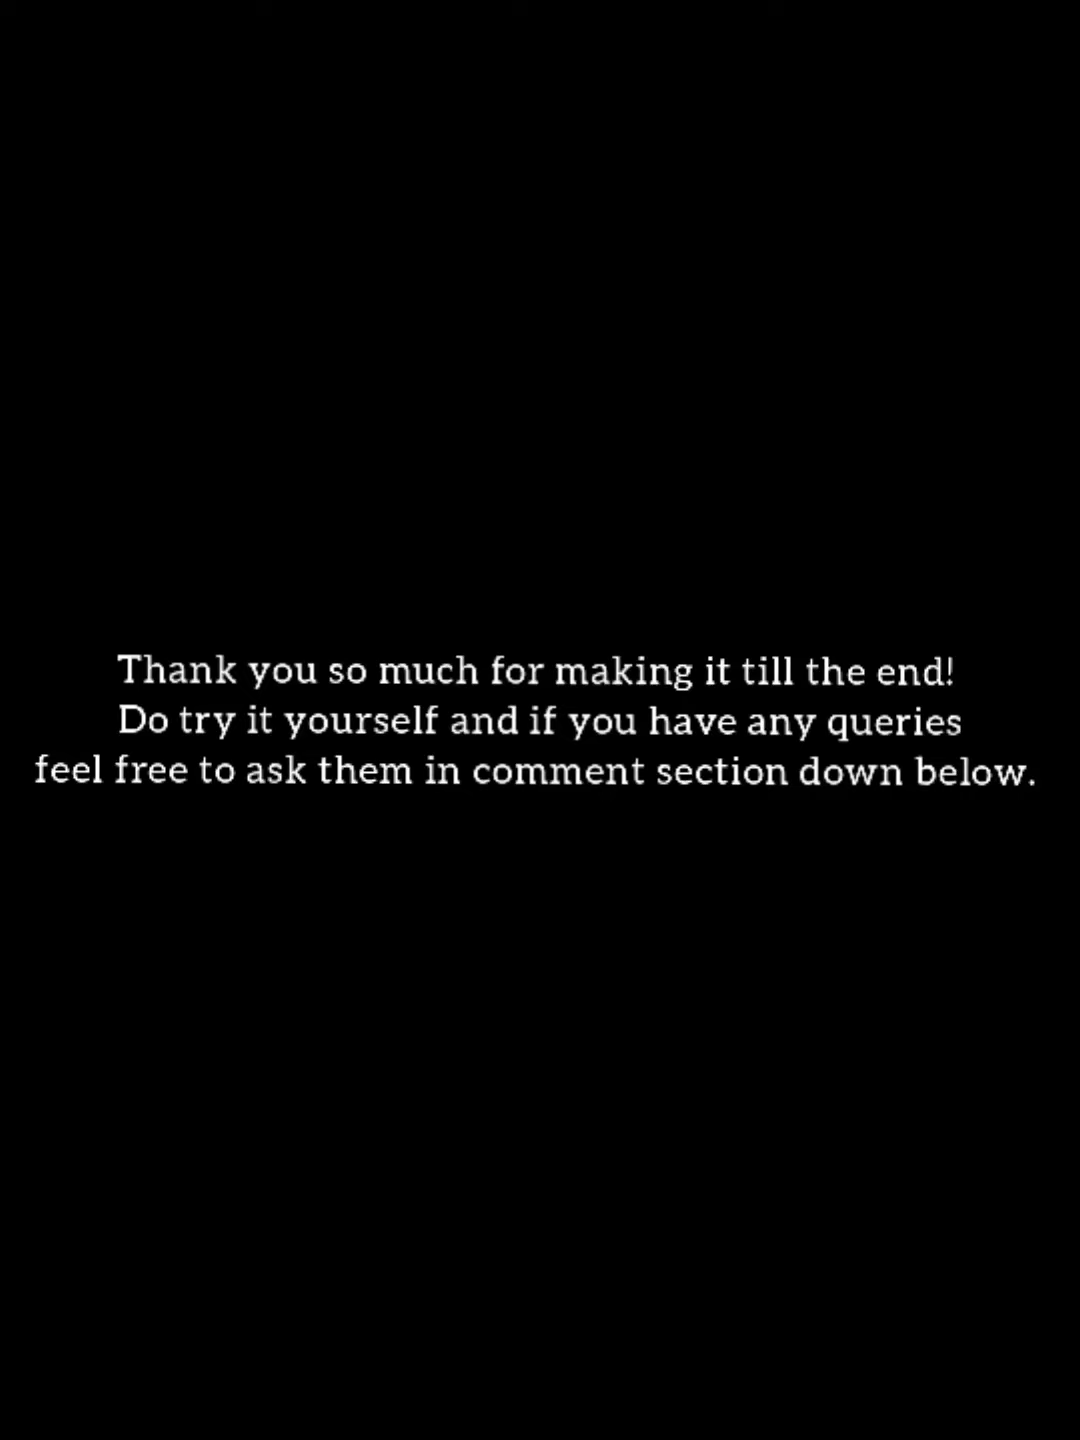 Thank you so much for making it till the end!
Do try it yourself and if you have any queries
feel free to ask them in comment section down below.